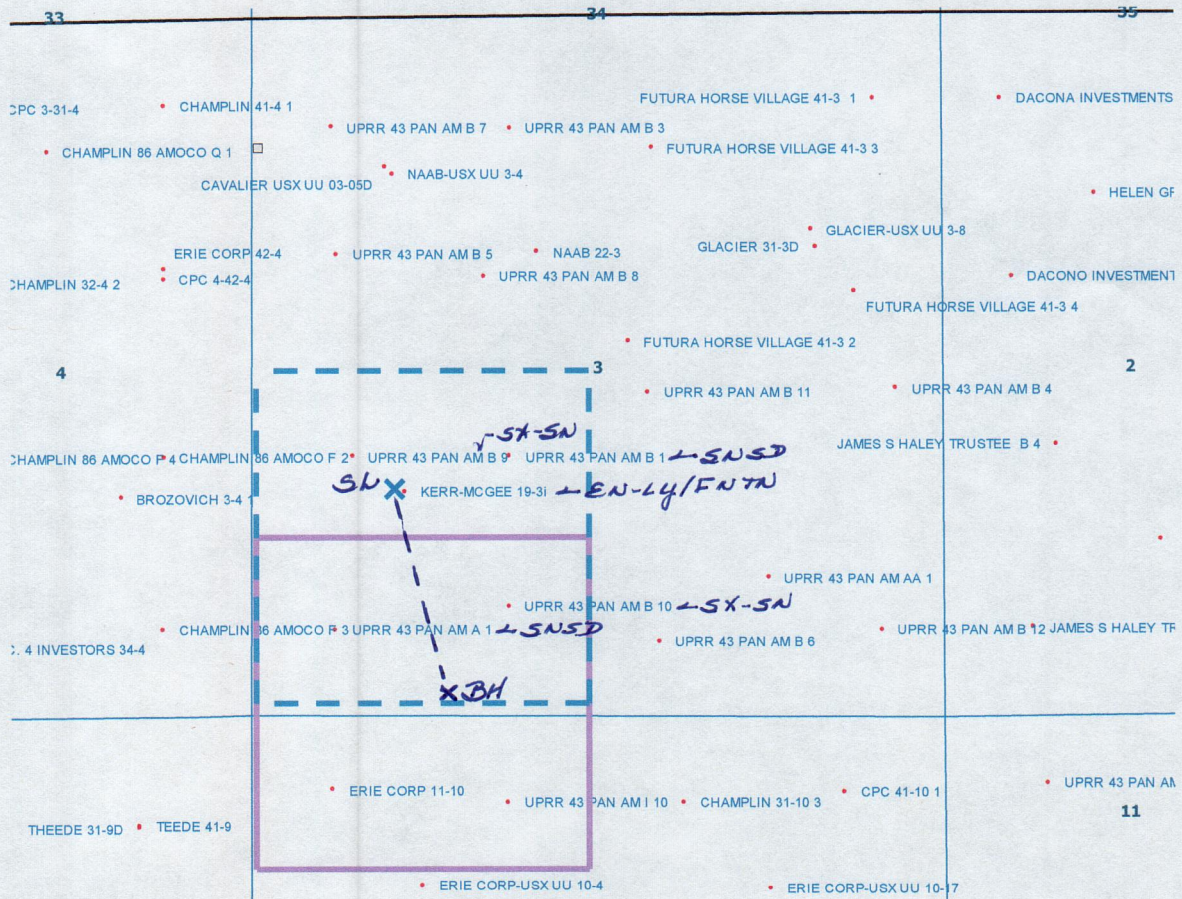 33
34
35
CPC 3-31-4
CHAMPLIN 41-4 1
FUTURA HORSE VILLAGE 41-3 1
DACONA INVESTMENTS
UPRR 43 PAN AM B 7
UPRR 43 PAN AM B 3
CHAMPLIN 86 AMOCO Q 1
FUTURA HORSE VILLAGE 41-3 3
CAVALIER USX UU 03-05D
NAAB-USX UU 3-4
HELEN
GLACIER-USX UU 3-8
ERIE CORP 42-4
UPRR 43 PAN AM B 5
NAAB 22-3
GLACIER 31-3D
CPC 4-42-4
UPRR 43 PAN AM B 8
DACONO INVESTMENT
CHAMPLIN 32-4 2
FUTURA HORSE VILLAGE 41-3 4
FUTURA HORSE VILLAGE 41-3 2
4
3
2
UPRR 43 PAN AM B 11
UPRR 43 PAN AM B 4
SX-SN
JAMES S HALEY TRUSTEE B 4
CHAMPLIN 86 AMOCO F 4
CHAMPLIN 86 AMOCO F 2
UPRR 43 PAN AM B 9
UPRR 43 PAN AM B 1 ← SNSD
SL
KERR-MCGEE 19-3i ← EN-LY/FNTN
BROZOVICH 3-4 1
UPRR 43 PAN AM AA 1
UPRR 43 PAN AM B 10 ← SX-SN
CHAMPLIN 86 AMOCO F 3
UPRR 43 PAN AM A 1 ← SNSD
UPRR 43 PAN AM B 12
JAMES S HALEY TR
UPRR 43 PAN AM B 6
. 4 INVESTORS 34-4
BH
UPRR 43 PAN AM
ERIE CORP 11-10
CPC 41-10 1
UPRR 43 PAN AM I 10
CHAMPLIN 31-10 3
11
THEEDE 31-9D
TEEDE 41-9
ERIE CORP-USX UU 10-4
ERIE CORP-USX UU 10-17